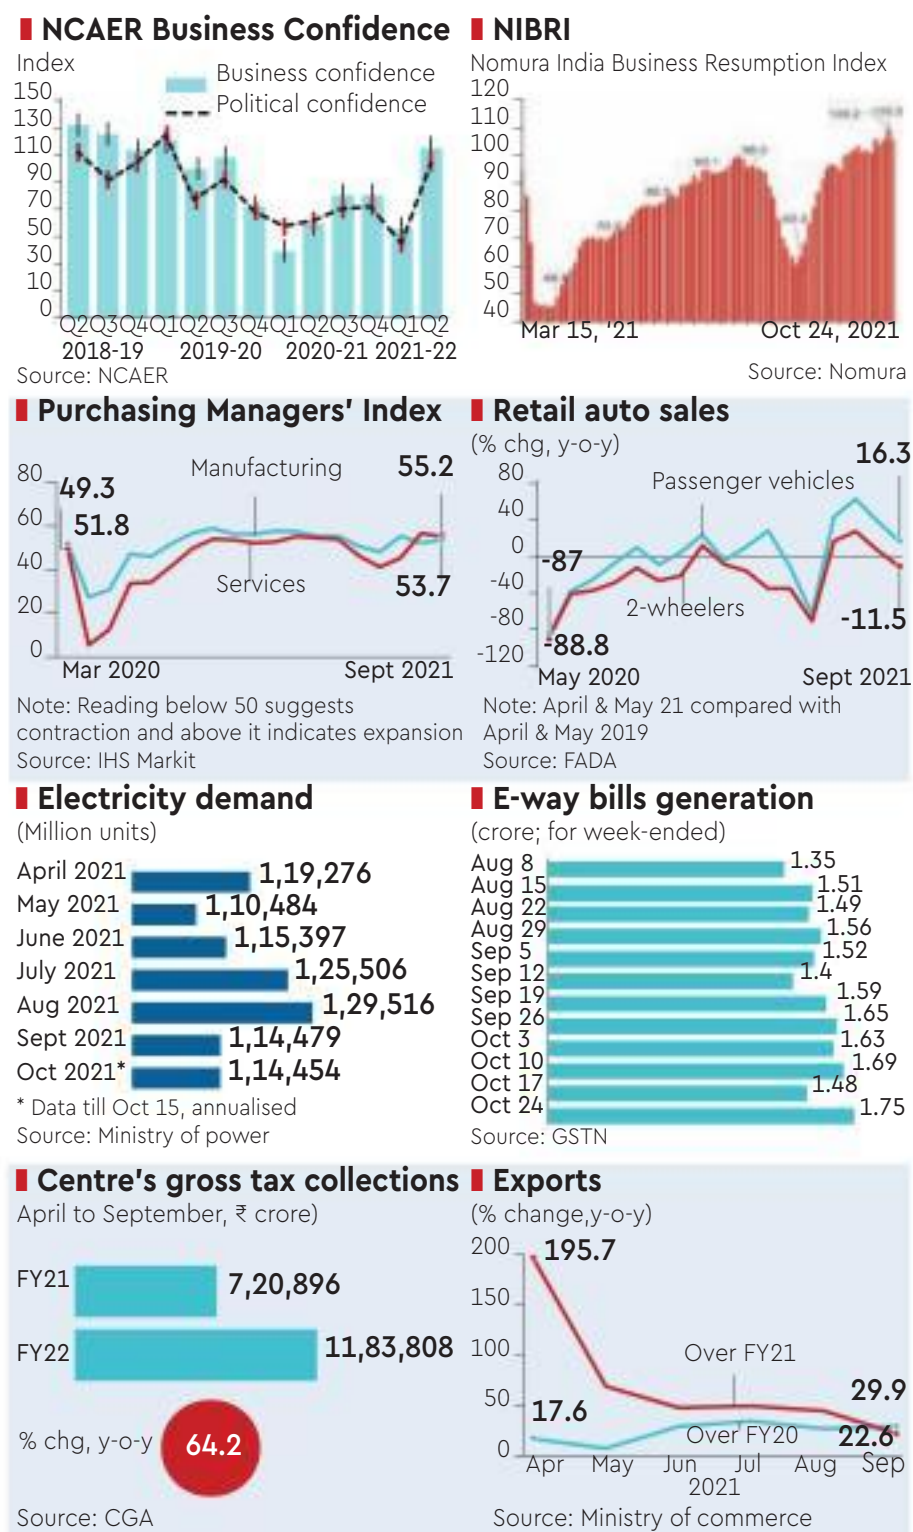 NCAER Business Confidence
Index
Business confidence
Political confidence
150
130
110
90
70
50
30
10
0
Q2 Q3 Q4 Q1 Q2 Q3 Q4 Q1 Q2 Q3 Q4 Q1 Q2
2018-19 2019-20 2020-21 2021-22
Source: NCAER
NIBRI
Nomura India Business Resumption Index
120
110
100
90
80
70
60
50
40
Mar 15, '21 Oct 24, 2021
Source: Nomura
Purchasing Managers' Index
80
60
40
20
0
49.3
51.8
Manufacturing
55.2
Services
53.7
Mar 2020 Sept 2021
Note: Reading below 50 suggests
contraction and above it indicates expansion
Source: IHS Markit
Retail auto sales
(% chg, y-o-y)
80
40
0
-40
-80
-120
16.3
Passenger vehicles
-87
2-wheelers
-11.5
-88.8
May 2020 Sept 2021
Note: April & May 21 compared with
April & May 2019
Source: FADA
Electricity demand
(Million units)
April 2021 1,19,276
May 2021 1,10,484
June 2021 1,15,397
July 2021 1,25,506
Aug 2021 1,29,516
Sept 2021 1,14,479
Oct 2021* 1,14,454
* Data till Oct 15, annualised
Source: Ministry of power
E-way bills generation
(crore; for week-ended)
Aug 8 1.35
Aug 15 1.51
Aug 22 1.49
Aug 29 1.56
Sep 5 1.52
Sep 12 1.4
Sep 19 1.59
Sep 26 1.65
Oct 3 1.63
Oct 10 1.69
Oct 17 1.48
Oct 24 1.75
Source: GSTN
Centre's gross tax collections
April to September, ₹ crore)
FY21 7,20,896
FY22 11,83,808
% chg, y-o-y 64.2
Source: CGA
Exports
(% change,y-o-y)
200
150
100
50
0
195.7
Over FY21
29.9
17.6
Over FY20
22.6
Apr May Jun Jul Aug Sep
2021
Source: Ministry of commerce